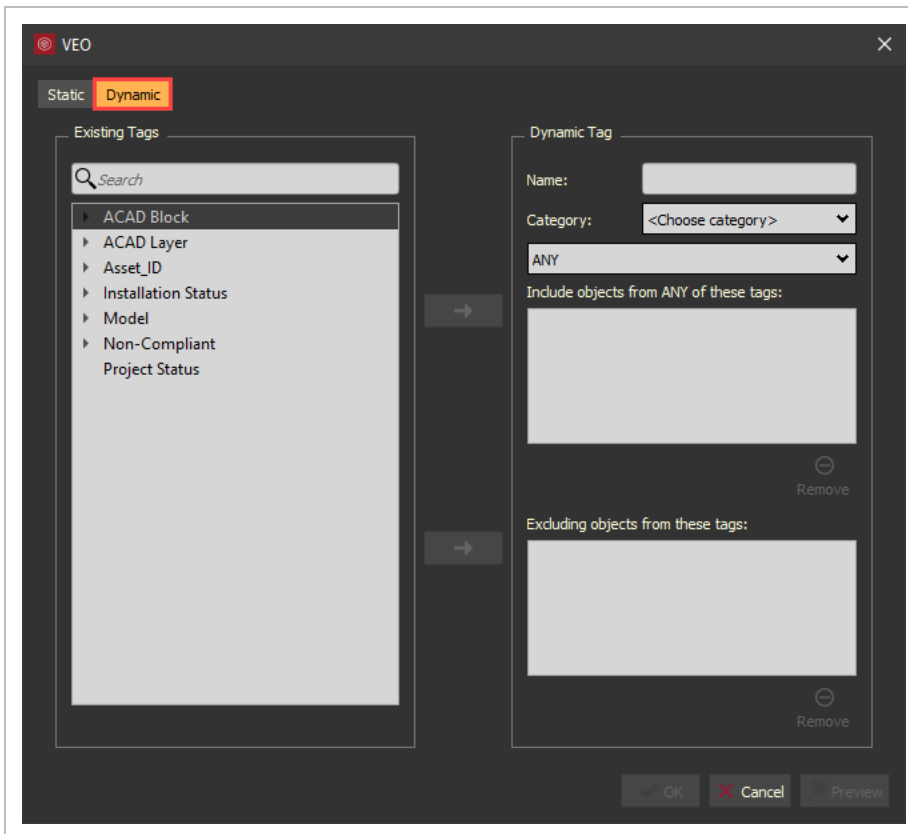 VEO
Static Dynamic
Existing Tags
Search
ACAD Block
ACAD Layer
Asset_ID
Installation Status
Model
Non-Compliant
Project Status
Dynamic Tag
Name:
Category: <Choose category>
ANY
Include objects from ANY of these tags:
Remove
Excluding objects from these tags:
Remove
OK Cancel Preview